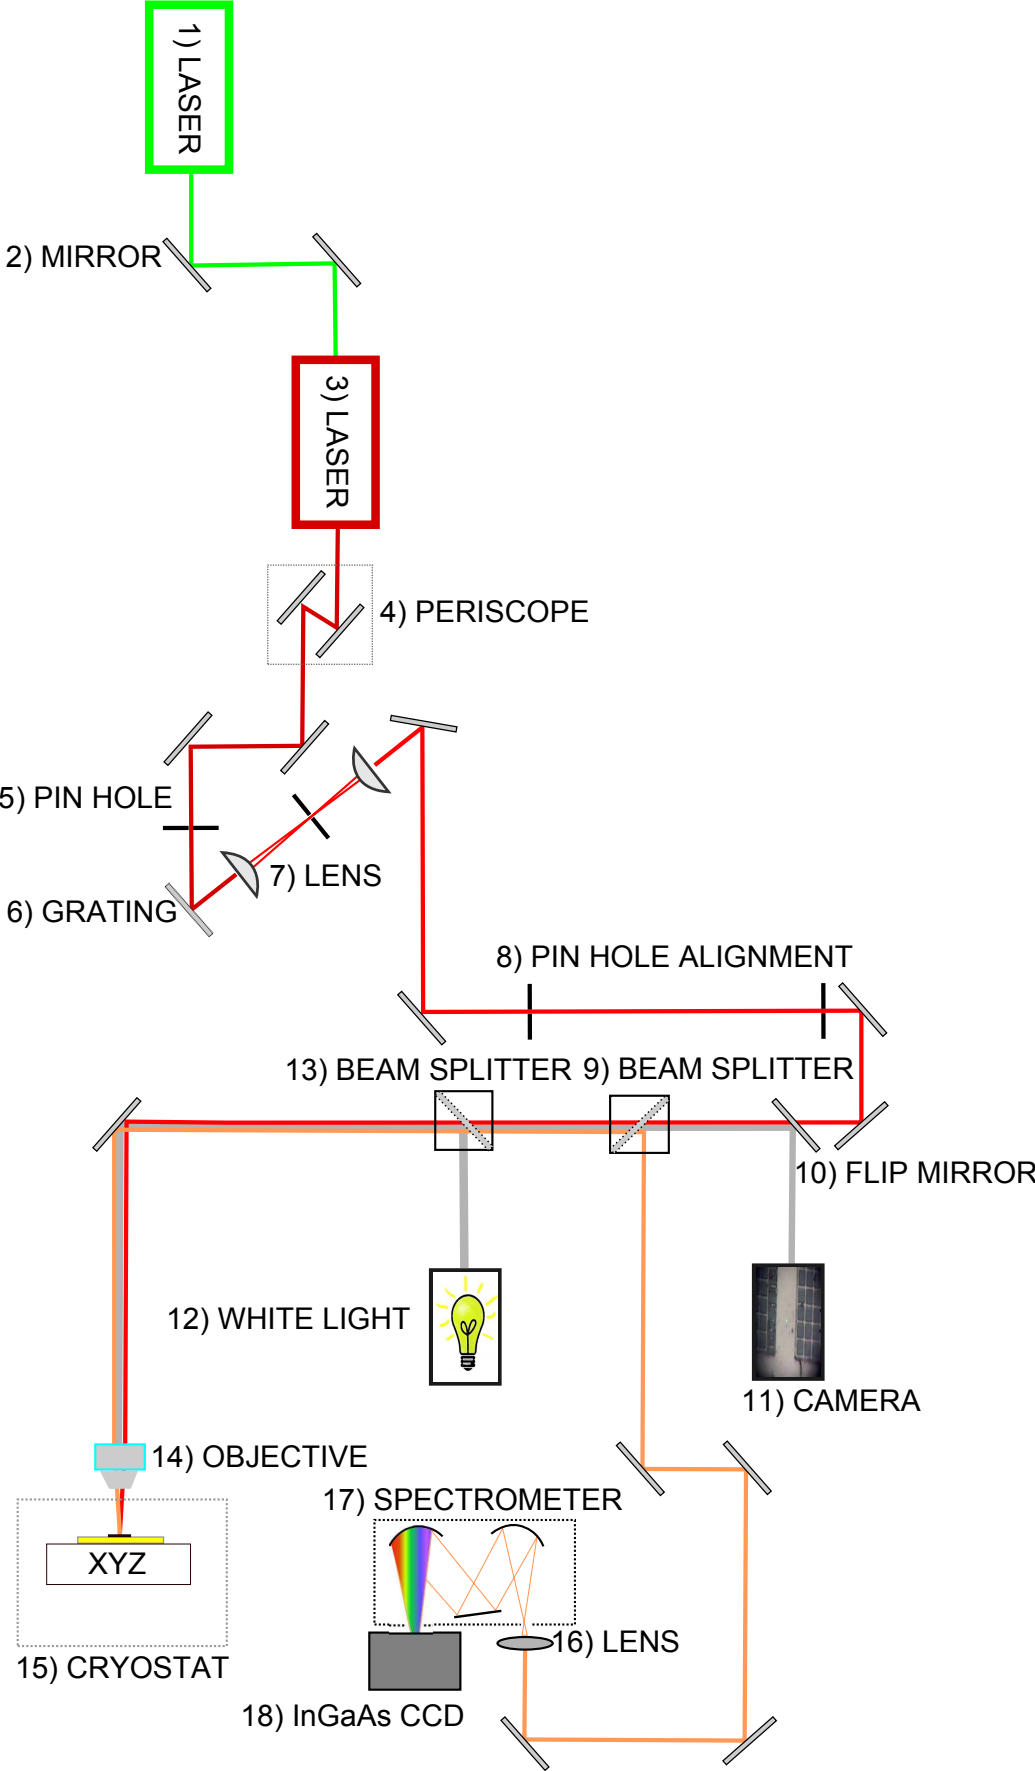 1) LASER
2) MIRROR
3) LASER
4) PERISCOPE
5) PIN HOLE
7) LENS
6) GRATING
8) PIN HOLE ALIGNMENT
13) BEAM SPLITTER
9) BEAM SPLITTER
10) FLIP MIRROR
12) WHITE LIGHT
11) CAMERA
14) OBJECTIVE
17) SPECTROMETER
XYZ
16) LENS
15) CRYOSTAT
18) InGaAs CCD